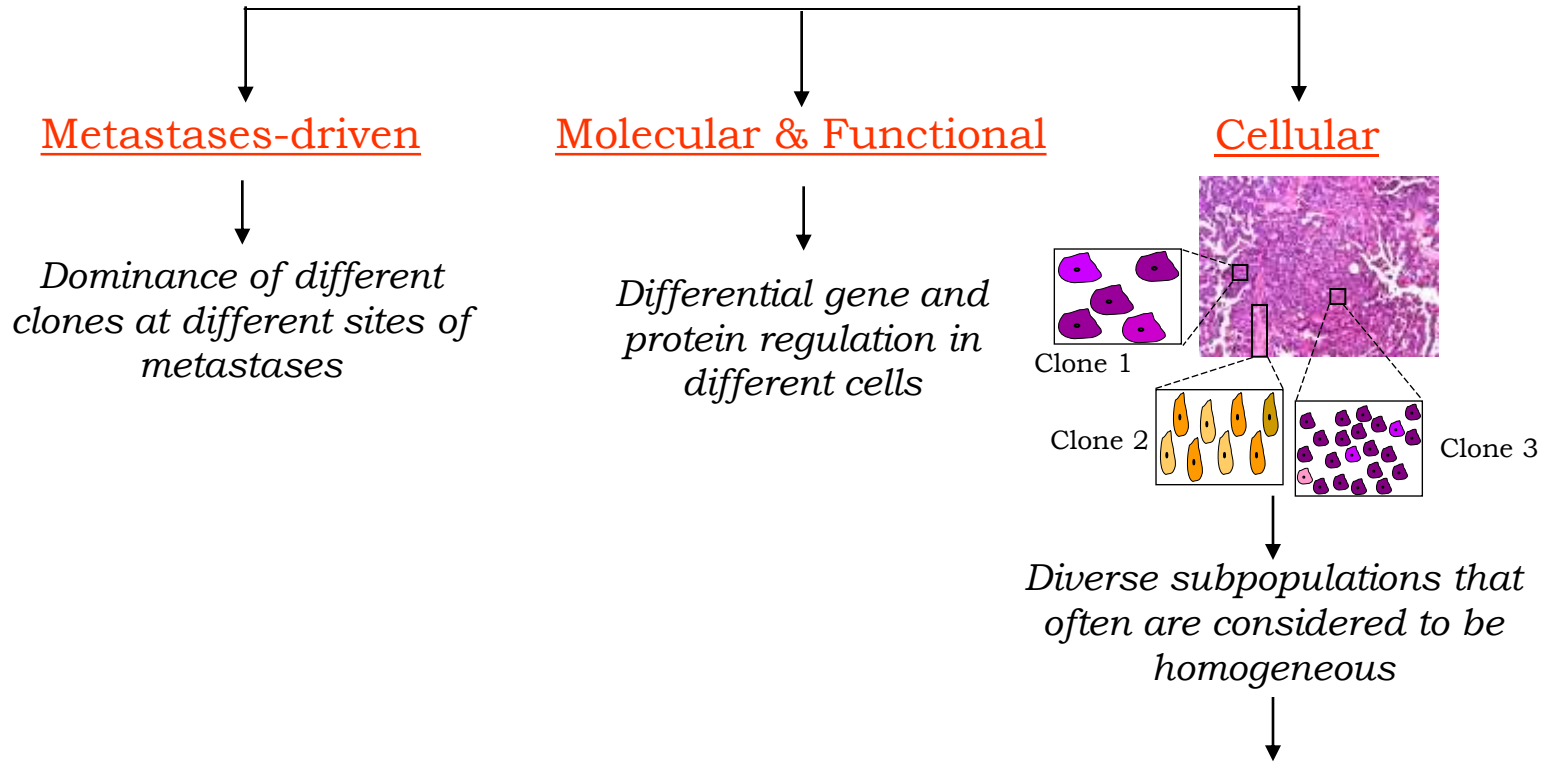 Metastases-driven
Dominance of different
clones at different sites of
metastases
Molecular & Functional
Differential gene and
protein regulation in
different cells
Cellular
Clone 1
Clone 2
Clone 3
Diverse subpopulations that
often are considered to be
homogeneous